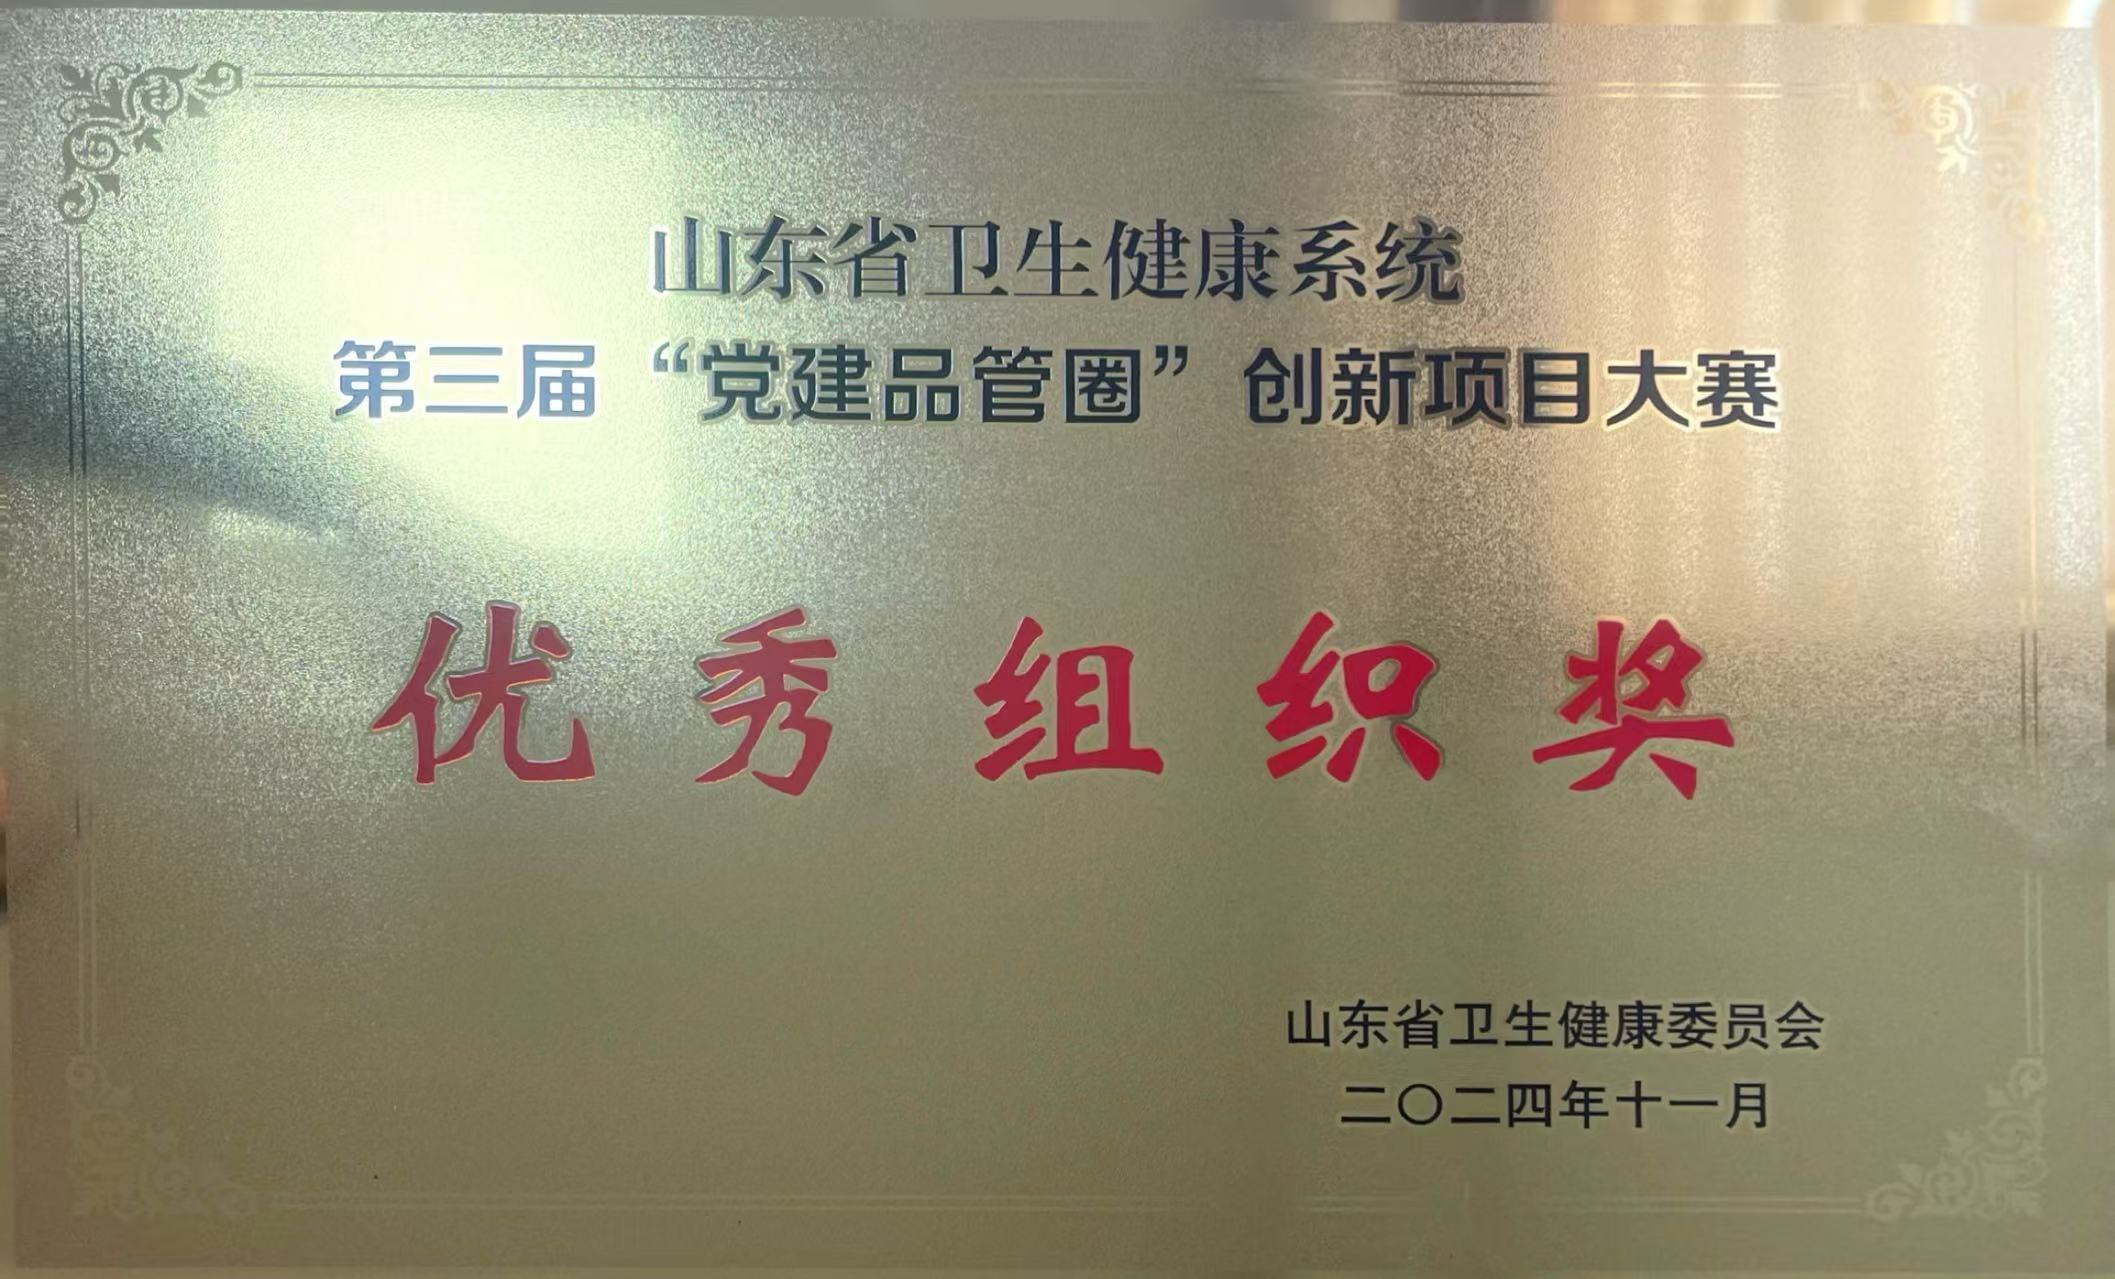 山东省卫生健康系统
第三届“党建品管圈”创新项目大赛
优秀组织奖
山东省卫生健康委员会
二〇二四年十一月